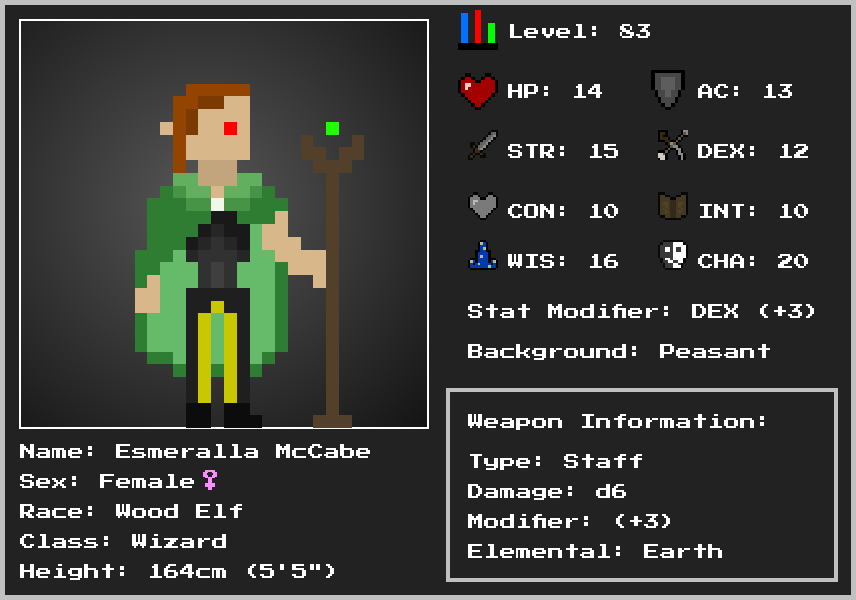 Level: 83
HP: 14
AC: 13
STR: 15
DEX: 12
CON: 10
INT: 10
WIS: 16
CHA: 20
Stat Modifier: DEX (+3)
Background: Peasant
Name: Esmeralla McCabe
Sex: Female♀
Race: Wood Elf
Class: Wizard
Height: 164cm (5'5")
Weapon Information:
Type: Staff
Damage: d6
Modifier: (+3)
Elemental: Earth